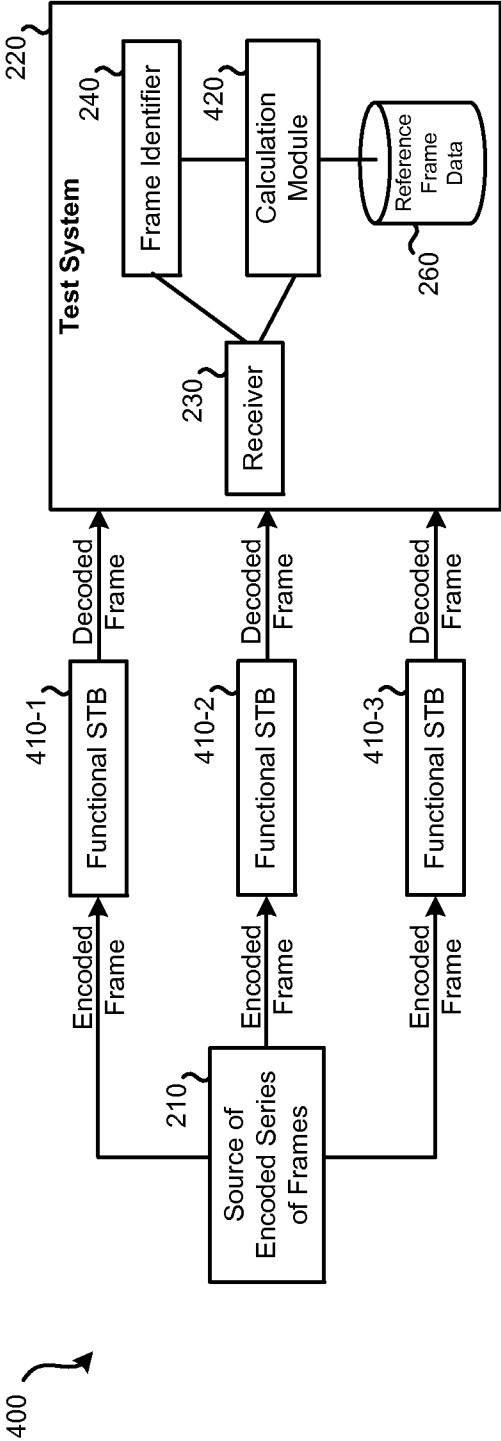 400
210
Source of
Encoded Series
of Frames
Encoded
Frame
Encoded
Frame
Encoded
Frame
410-1
Functional STB
410-2
Functional STB
410-3
Functional STB
Decoded
Frame
Decoded
Frame
Decoded
Frame
220
Test System
230
Receiver
240
Frame Identifier
420
Calculation
Module
Reference
Frame
Data
260